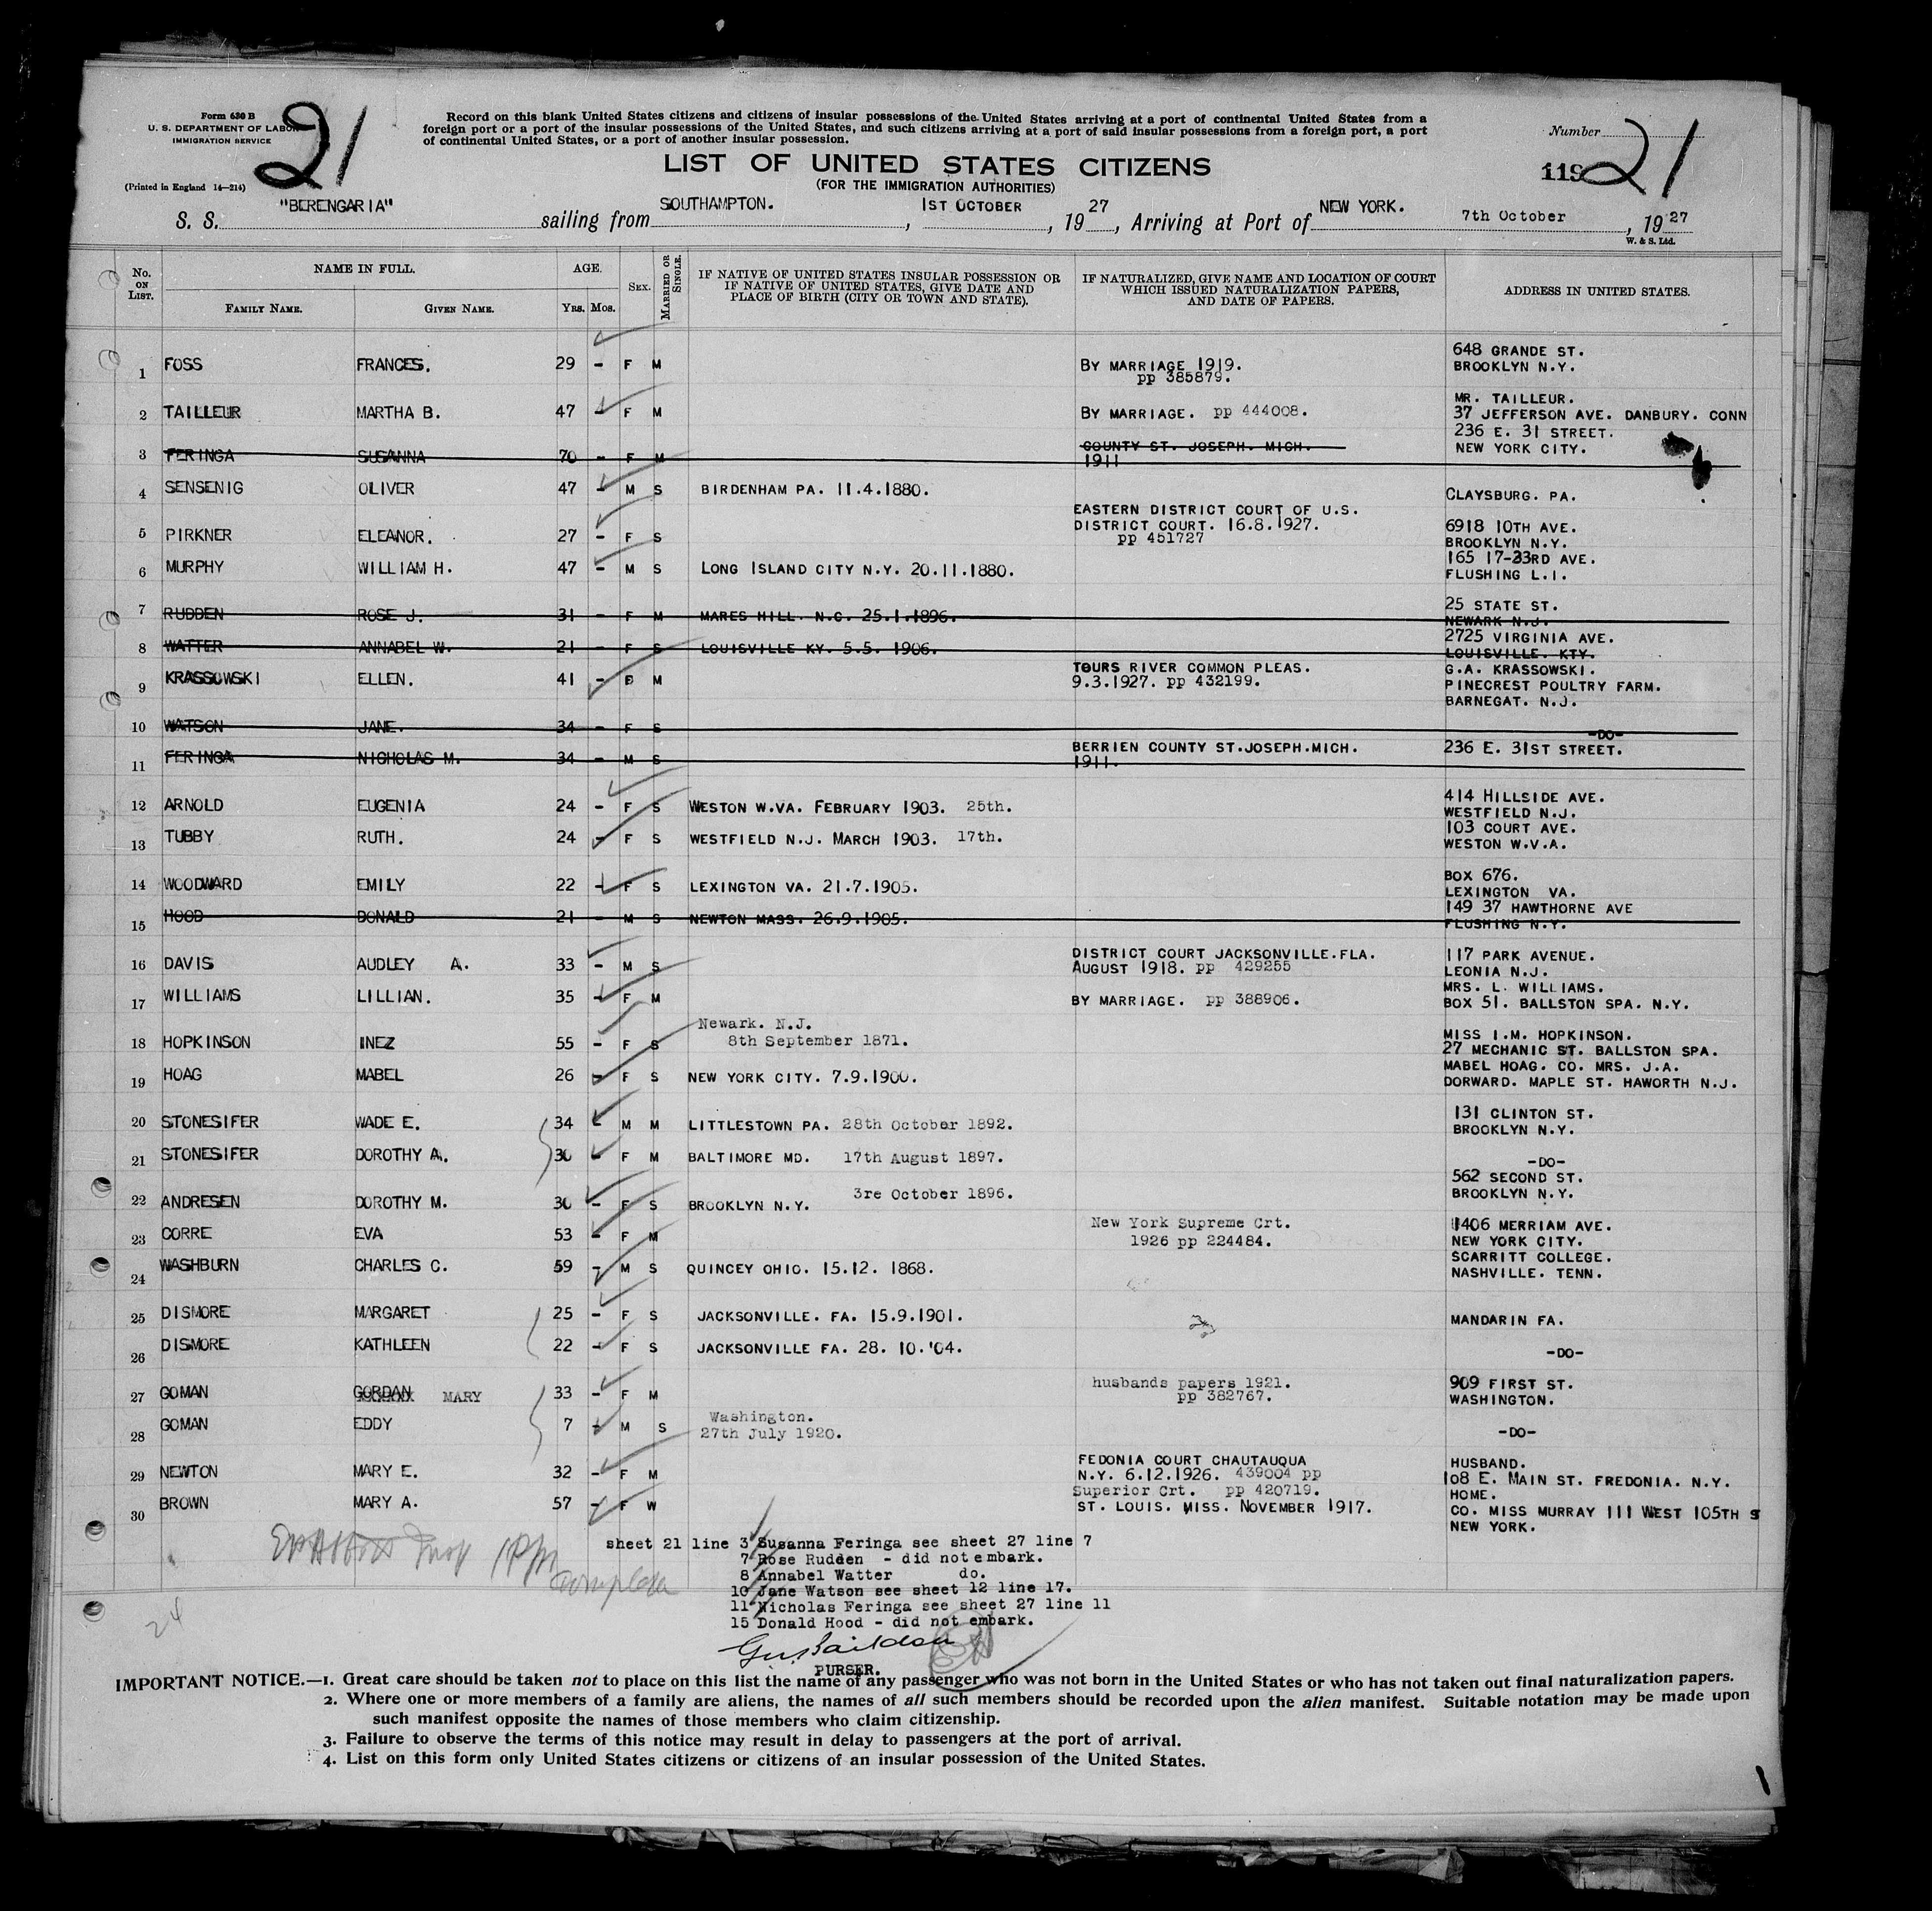 Form 630 B
U. S. DEPARTMENT OF LABOR
IMMIGRATION SERVICE
(Printed in England 14—214)
21
Record on this blank United States citizens and citizens of insular possessions of the United States arriving at a port of continental United States from a
foreign port or a port of the insular possessions of the United States, and such citizens arriving at a port of said insular possessions from a foreign port, a port
of continental United States, or a port of another insular possession.
Number
119 21
LIST OF UNITED STATES CITIZENS
(FOR THE IMMIGRATION AUTHORITIES)
S. S. "BERENGARIA" sailing from SOUTHAMPTON. , 1ST OCTOBER , 19 27 , Arriving at Port of NEW YORK. 7th October , 19 27
W. & S. Ltd.
No. ON LIST. NAME IN FULL. AGE. SEX. MARRIED OR SINGLE. IF NATIVE OF UNITED STATES INSULAR POSSESSION OR IF NATIVE OF UNITED STATES, GIVE DATE AND PLACE OF BIRTH (CITY OR TOWN AND STATE). IF NATURALIZED, GIVE NAME AND LOCATION OF COURT WHICH ISSUED NATURALIZATION PAPERS, AND DATE OF PAPERS. ADDRESS IN UNITED STATES.
FAMILY NAME. GIVEN NAME. YRS. MOS.
1 FOSS FRANCES. 29 - F M BY MARRIAGE 1919. pp 385879. 648 GRANDE ST. BROOKLYN N.Y.
2 TAILLEUR MARTHA B. 47 - F M BY MARRIAGE. pp 444008. MR. TAILLEUR. 37 JEFFERSON AVE. DANBURY. CONN
3 FERINGA SUSANNA 70 - F M COUNTY ST. JOSEPH. MICH. 1911 236 E. 31 STREET. NEW YORK CITY.
4 SENSENIG OLIVER 47 - M S BIRDENHAM PA. 11.4.1880. CLAYSBURG. PA.
5 PIRKNER ELEANOR. 27 - F S EASTERN DISTRICT COURT OF U.S. DISTRICT COURT. 16.8.1927. pp 451727 6918 10TH AVE. BROOKLYN N.Y.
6 MURPHY WILLIAM H. 47 - M S LONG ISLAND CITY N.Y. 20.11.1880. 165 17-33RD AVE. FLUSHING L.I.
7 RUDDEN ROSE J. 31 - F M MARES HILL. N.C. 25.1.1896. 25 STATE ST. NEWARK N.J.
8 WATTER ANNABEL W. 21 - F S LOUISVILLE KY. 5.5. 1906. 2725 VIRGINIA AVE. LOUISVILLE. KTY.
9 KRASSOWSKI ELLEN. 41 - F M TOURS RIVER COMMON PLEAS. 9.3.1927. pp 432199. G.A. KRASSOWSKI. PINECREST POULTRY FARM. BARNEGAT. N.J.
10 WATSON JANE. 34 - F S -DO-
11 FERINGA NICHOLAS M. 34 - M S BERRIEN COUNTY ST.JOSEPH.MICH. 1911. 236 E. 31ST STREET.
12 ARNOLD EUGENIA 24 - F S WESTON W.VA. FEBRUARY 1903. 25th. 414 HILLSIDE AVE. WESTFIELD N.J.
13 TUBBY RUTH. 24 - F S WESTFIELD N.J. MARCH 1903. 17th. 103 COURT AVE. WESTON W.V.A.
14 WOODWARD EMILY 22 - F S LEXINGTON VA. 21.7.1905. BOX 676. LEXINGTON VA.
15 HOOD DONALD 21 - M S NEWTON MASS. 26.9.1905. 149 37 HAWTHORNE AVE FLUSHING N.Y.
16 DAVIS AUDLEY A. 33 - M S DISTRICT COURT JACKSONVILLE.FLA. AUGUST 1918. pp 429255 117 PARK AVENUE. LEONIA N.J.
17 WILLIAMS LILLIAN. 35 - F M BY MARRIAGE. pp 388906. MRS. L. WILLIAMS. BOX 51. BALLSTON SPA. N.Y.
18 HOPKINSON INEZ 55 - F S Newark. N.J. 8th September 1871. MISS I.M. HOPKINSON. 27 MECHANIC ST. BALLSTON SPA.
19 HOAG MABEL 26 - F S NEW YORK CITY. 7.9.1900. MABEL HOAG. CO. MRS. J.A. DORWARD. MAPLE ST. HAWORTH N.J.
20 STONESIFER WADE E. 34 - M M LITTLESTOWN PA. 28th October 1892. 131 CLINTON ST. BROOKLYN N.Y.
21 STONESIFER DOROTHY A. 30 - F M BALTIMORE MD. 17th August 1897. -DO-
22 ANDRESEN DOROTHY M. 30 - F S BROOKLYN N.Y. 3re October 1896. 562 SECOND ST. BROOKLYN N.Y.
23 CORRE EVA 53 - F M New York Supreme Crt. 1926 pp 224484. 1406 MERRIAM AVE. NEW YORK CITY.
24 WASHBURN CHARLES C. 59 - M S QUINCEY OHIO. 15.12. 1868. SCARRITT COLLEGE. NASHVILLE. TENN.
25 DISMORE MARGARET 25 - F S JACKSONVILLE. FA. 15.9.1901. MANDARIN FA.
26 DISMORE KATHLEEN 22 - F S JACKSONVILLE FA. 28. 10.'04. -DO-
27 GOMAN GORDAN MARY 33 - F M husbands papers 1921. pp 382767. 909 FIRST ST. WASHINGTON.
28 GOMAN EDDY 7 - M S Washington. 27th July 1920. -DO-
29 NEWTON MARY E. 32 - F M FEDONIA COURT CHAUTAUQUA N.Y. 6.12.1926. 439004 pp HUSBAND. 108 E. MAIN ST. FREDONIA. N.Y.
30 BROWN MARY A. 57 - F W Superior Crt. pp 420719. ST. LOUIS. MISS. NOVEMBER 1917. HOME. CO. MISS MURRAY 111 WEST 105TH S NEW YORK.
sheet 21 line 3 Susanna Feringa see sheet 27 line 7
7 Rose Rudden - did not embark.
8 Annabel Watter do.
10 Jane Watson see sheet 12 line 17.
11 Nicholas Feringa see sheet 27 line 11
15 Donald Hood - did not embark.
24
PURSER.
IMPORTANT NOTICE.—1. Great care should be taken not to place on this list the name of any passenger who was not born in the United States or who has not taken out final naturalization papers.
2. Where one or more members of a family are aliens, the names of all such members should be recorded upon the alien manifest. Suitable notation may be made upon
such manifest opposite the names of those members who claim citizenship.
3. Failure to observe the terms of this notice may result in delay to passengers at the port of arrival.
4. List on this form only United States citizens or citizens of an insular possession of the United States.